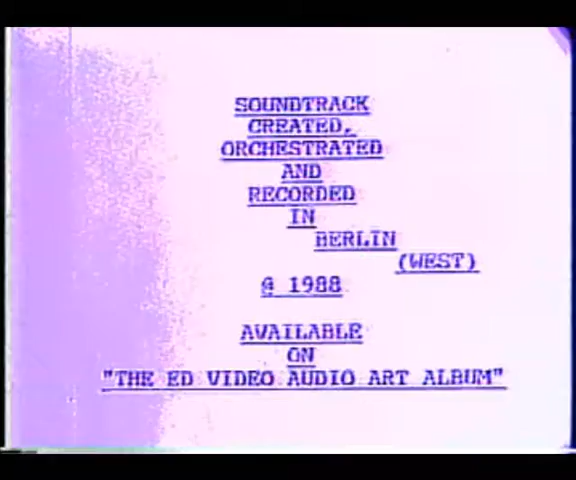 SOUNDTRACK
CREATED,
ORCHESTRATED
AND
RECORDED
IN
BERLIN
(WEST)
@ 1988
AVAILABLE
ON
"THE ED VIDEO AUDIO ART ALBUM"